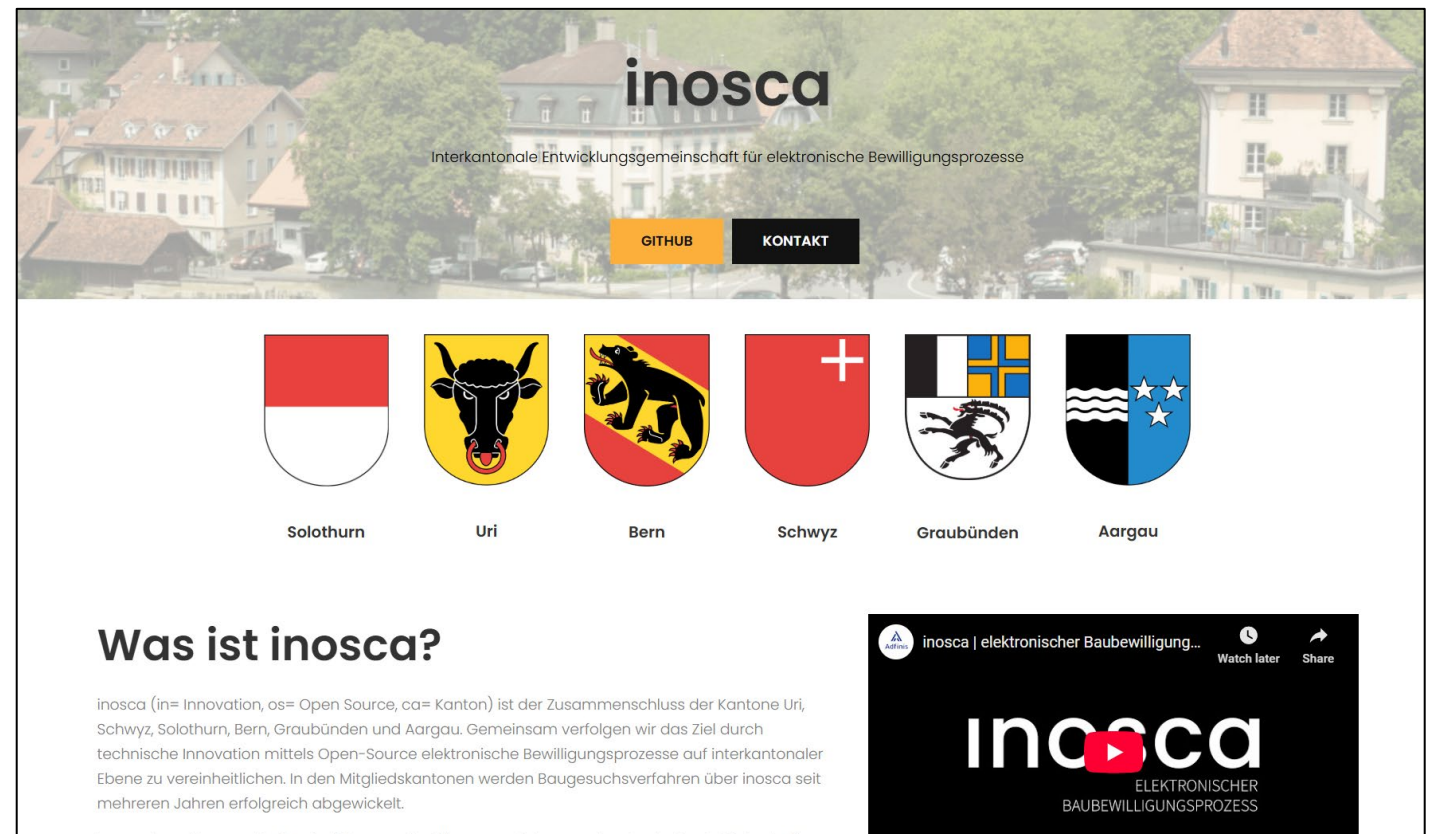 inosca
Interkantonale Entwicklungsgemeinschaft für elektronische Bewilligungsprozesse
GITHUB
KONTAKT
Solothurn
Uri
Bern
Schwyz
Graubünden
Aargau
Was ist inosca?
inosca (in= Innovation, os= Open Source, ca= Kanton) ist der Zusammenschluss der Kantone Uri,
Schwyz, Solothurn, Bern, Graubünden und Aargau. Gemeinsam verfolgen wir das Ziel durch
technische Innovation mittels Open-Source elektronische Bewilligungsprozesse auf interkantonaler
Ebene zu vereinheitlichen. In den Mitgliedskantonen werden Baugesuchsverfahren über inosca seit
mehreren Jahren erfolgreich abgewickelt.
Adfinis
inosca | elektronischer Baubewilligung...
Watch later
Share
inosca
ELEKTRONISCHER
BAUBEWILLIGUNGSPROZESS